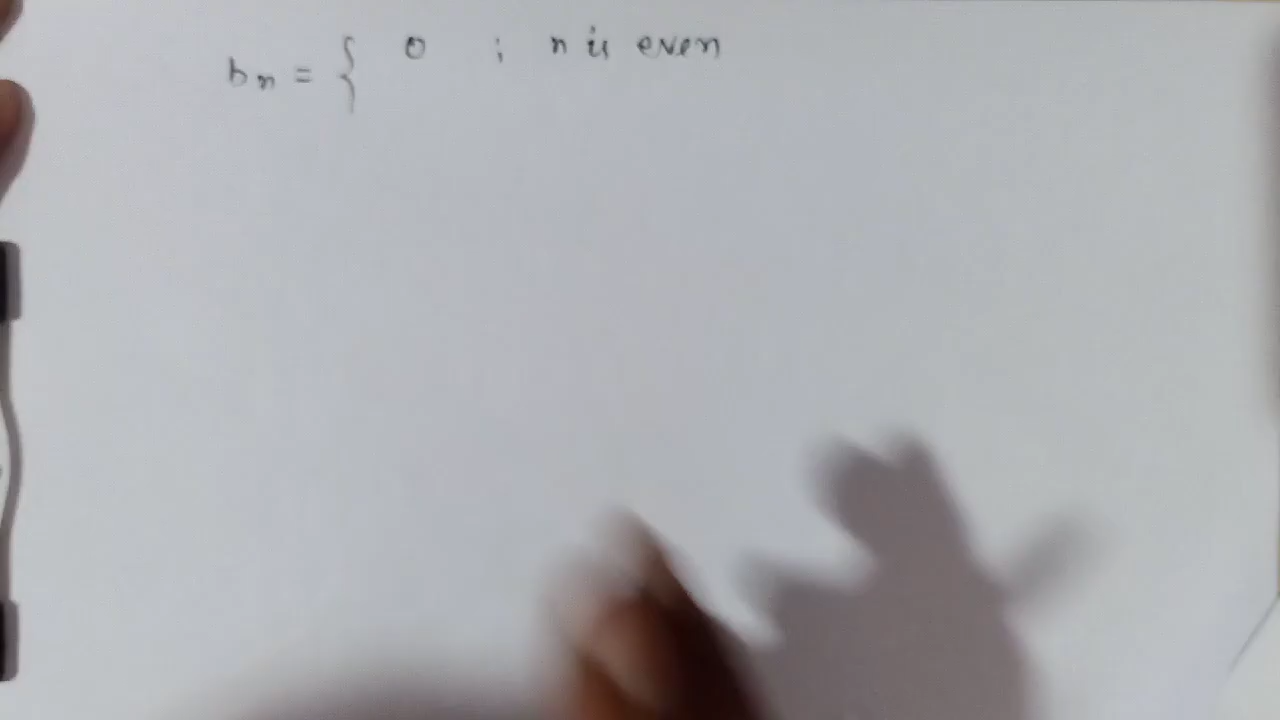 bn = { 0 ; n is even